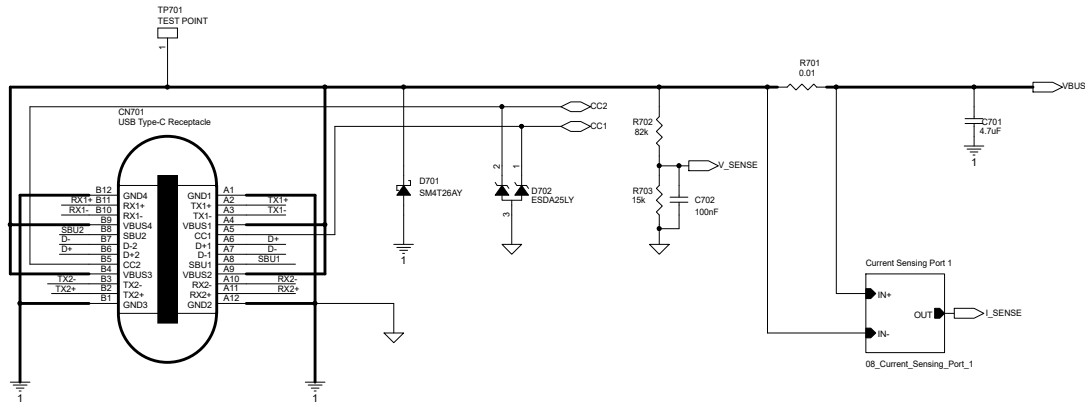 TP701
TEST POINT
1
R701
0.01
VBUS
CN701
USB Type-C Receptacle
CC2
CC1
R702
82k
C701
4.7uF
1
V_SENSE
2
1
D701
SM4T26AY
D702
ESDA25LY
3
R703
15k
C702
100nF
1
B12 GND4 GND1 A1
RX1+ B11 RX1+ TX1+ A2 TX1+
RX1- B10 RX1- TX1- A3 TX1-
B9 VBUS4 VBUS1 A4
SBU2 B8 SBU2 CC1 A5
D- B7 D-2 D+1 A6 D+
D+ B6 D+2 D-1 A7 D-
B5 CC2 SBU1 A8 SBU1
B4 VBUS3 VBUS2 A9
TX2- B3 TX2- RX2- A10 RX2-
TX2+ B2 TX2+ RX2+ A11 RX2+
B1 GND3 GND2 A12
Current Sensing Port 1
IN+
OUT
I_SENSE
IN-
08_Current_Sensing_Port_1
1
1